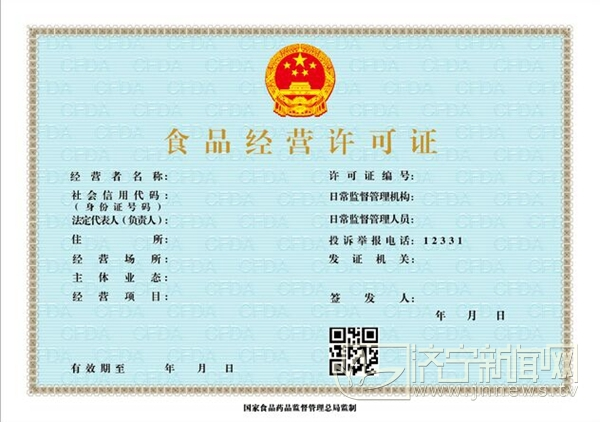 食品经营许可证
经营者名称:
社会信用代码:
(身份证号码)
法定代表人(负责人):
住所:
经营场所:
主体业态:
经营项目:
许可证编号:
日常监督管理机构:
日常监督管理人员:
投诉举报电话:12331
发证机关:
签发人:
年 月 日
有效期至 年 月 日
国家食品药品监督管理总局监制
济宁新闻网
www.jnnews.tv